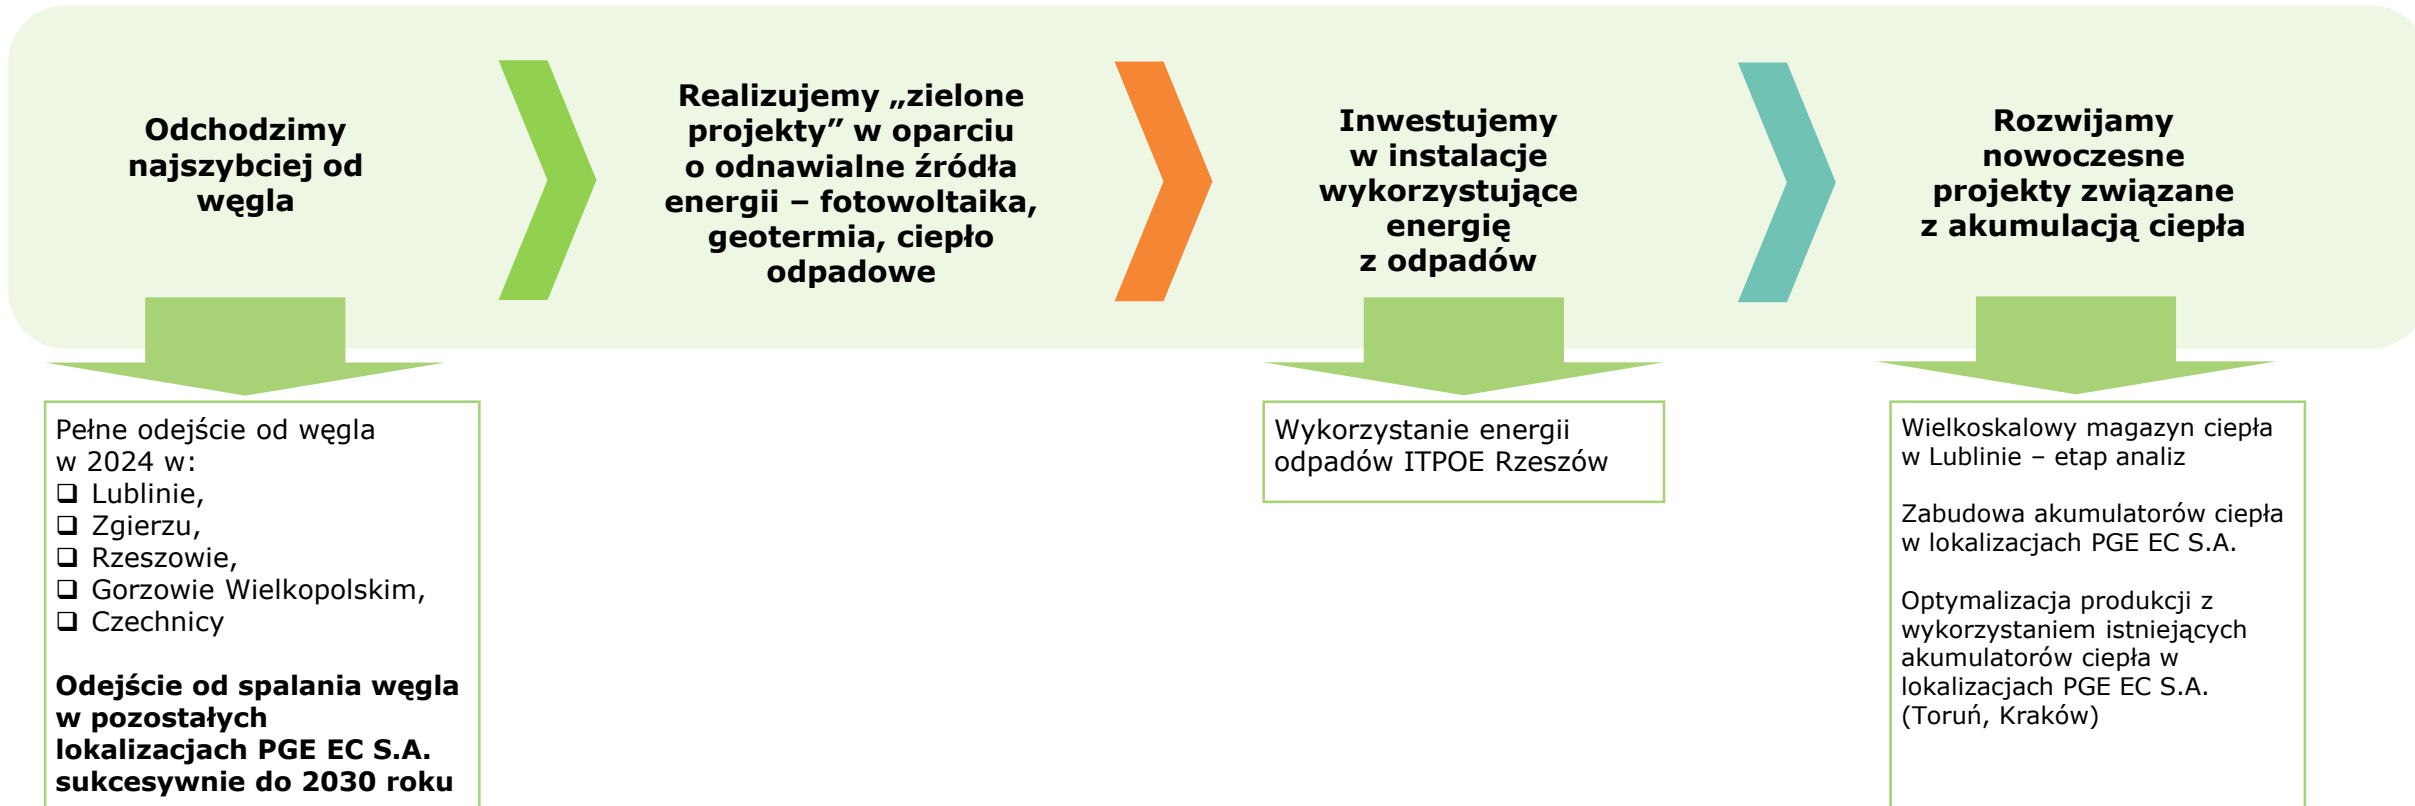 Odchodzimy
najszybciej od
węgla
Realizujemy „zielone
projekty” w oparciu
o odnawialne źródła
energii – fotowoltaika,
geotermia, ciepło
odpadowe
Inwestujemy
w instalacje
wykorzystujące
energię
z odpadów
Rozwijamy
nowoczesne
projekty związane
z akumulacją ciepła
Pełne odejście od węgla
w 2024 w:
❑ Lublinie,
❑ Zgierzu,
❑ Rzeszowie,
❑ Gorzowie Wielkopolskim,
❑ Czechnicy
Odejście od spalania węgla
w pozostałych
lokalizacjach PGE EC S.A.
sukcesywnie do 2030 roku
Wykorzystanie energii
odpadów ITPOE Rzeszów
Wielkoskalowy magazyn ciepła
w Lublinie – etap analiz
Zabudowa akumulatorów ciepła
w lokalizacjach PGE EC S.A.
Optymalizacja produkcji z
wykorzystaniem istniejących
akumulatorów ciepła w
lokalizacjach PGE EC S.A.
(Toruń, Kraków)